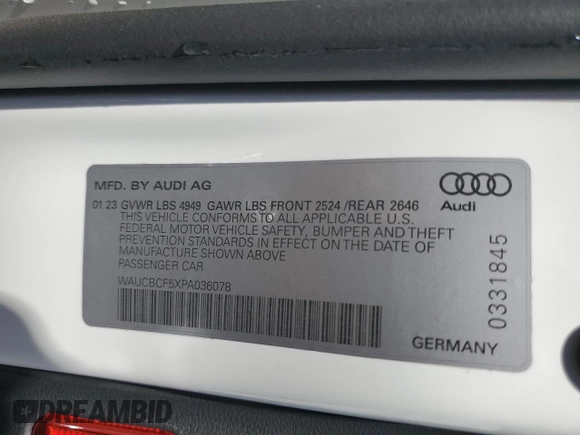 MFD. BY AUDI AG
01 23 GVWR LBS 4949 GAWR LBS FRONT 2524 /REAR 2646
THIS VEHICLE CONFORMS TO ALL APPLICABLE U.S.
FEDERAL MOTOR VEHICLE SAFETY, BUMPER AND THEFT
PREVENTION STANDARDS IN EFFECT ON THE DATE OF
MANUFACTURE SHOWN ABOVE
PASSENGER CAR
WAUCBCF5XPA036078
Audi
0331845
GERMANY
DREAMBID